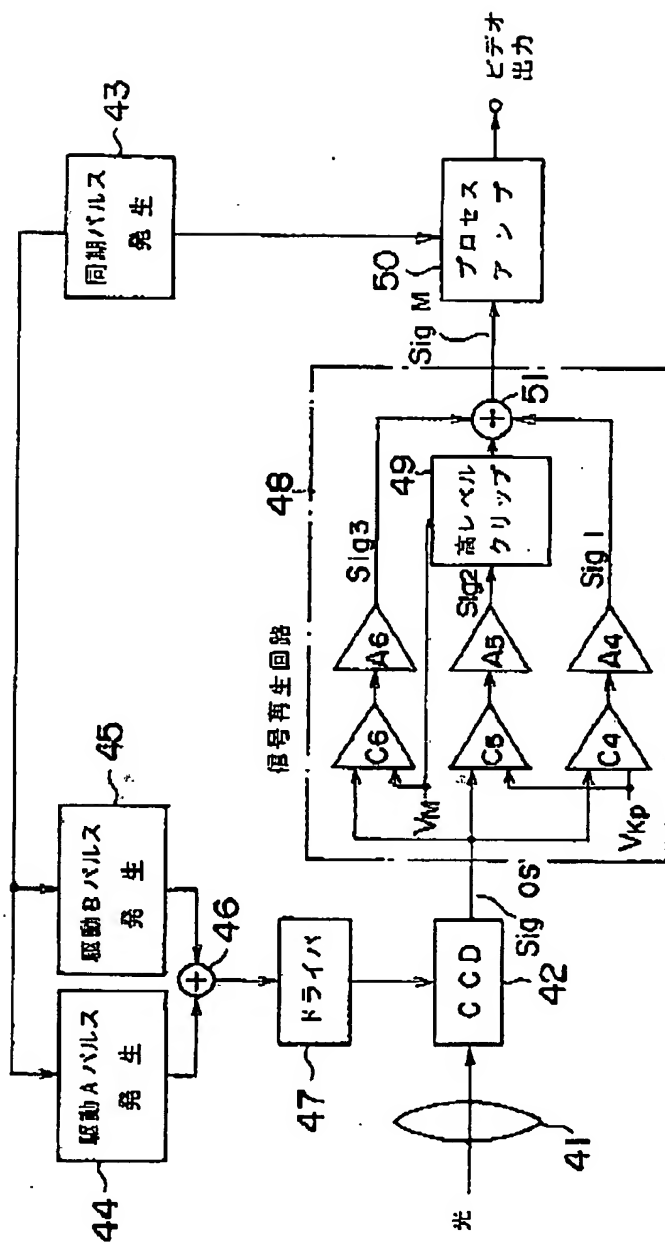 光
41
CCD
42
Sig OS'
ドライバ
47
46
駆動Aパルス
発生
44
駆動Bパルス
発生
45
同期パルス
発生
43
信号再生回路
48
VM
VKp
C6
C5
C4
A6
A5
A4
Sig3
Sig2
Sig 1
高レベル
クリップ
49
+
51
+
Sig M
プロセス
アンプ
50
ビデオ
出力